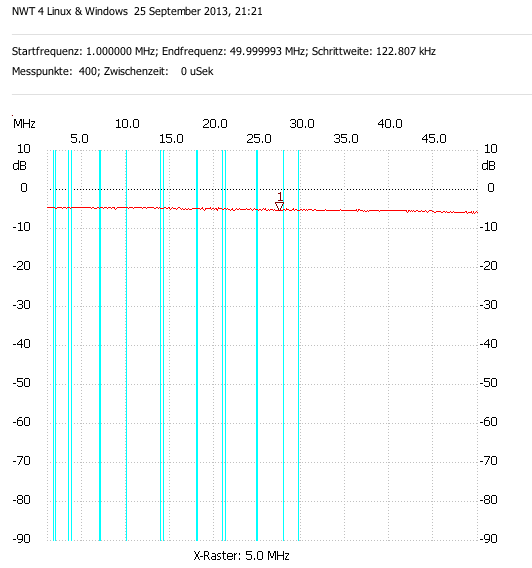 NWT 4 Linux & Windows  25 September 2013, 21:21
Startfrequenz: 1.000000 MHz; Endfrequenz: 49.999993 MHz; Schrittweite: 122.807 kHz
Messpunkte:  400; Zwischenzeit:    0 uSek
MHz 10.0 20.0 30.0 40.0
5.0 15.0 25.0 35.0 45.0
10 10
dB dB
0 0
1
-10 -10
-20 -20
-30 -30
-40 -40
-50 -50
-60 -60
-70 -70
-80 -80
-90 -90
X-Raster: 5.0 MHz